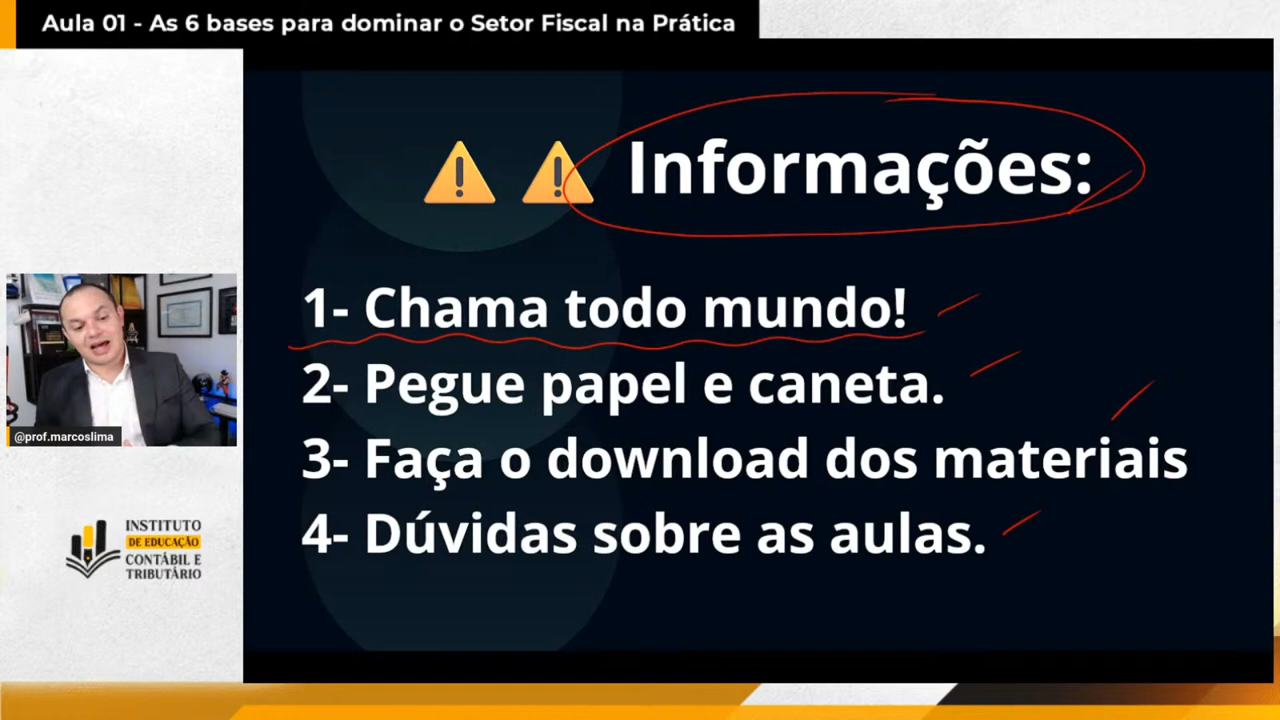 Aula 01 - As 6 bases para dominar o Setor Fiscal na Prática
Informações:
1- Chama todo mundo!
2- Pegue papel e caneta.
3- Faça o download dos materiais
4- Dúvidas sobre as aulas.
@prof.marcoslima
INSTITUTO
DE EDUCAÇÃO
CONTÁBIL E
TRIBUTÁRIO